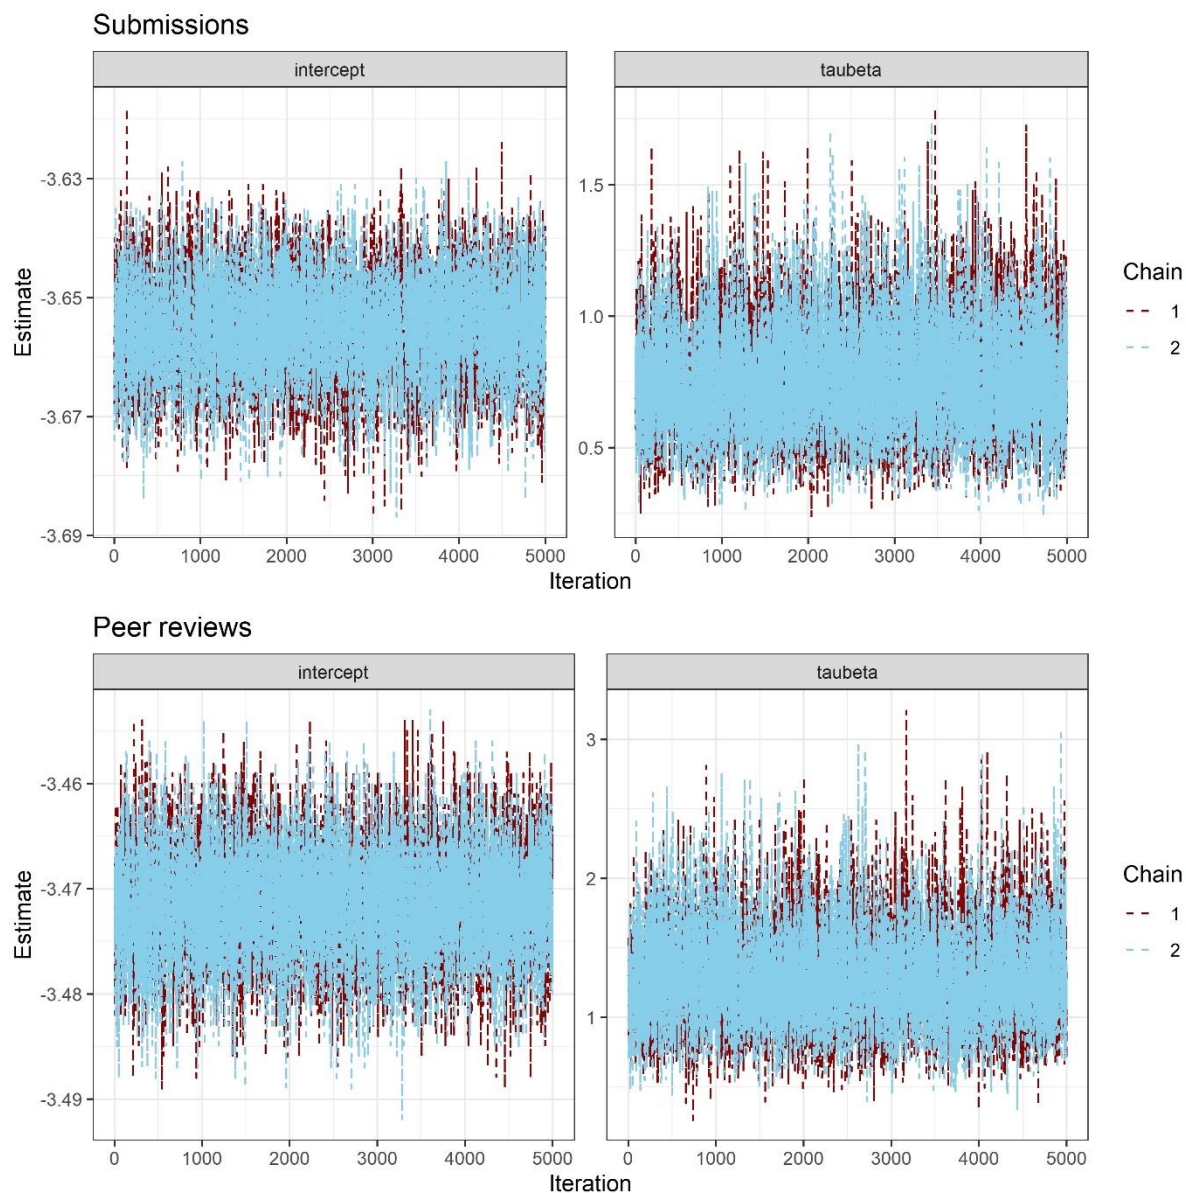 Submissions
intercept taubeta
-3.63
-3.65
-3.67
-3.69
Estimate
0 1000 2000 3000 4000 5000
1.5
1.0
0.5
0 1000 2000 3000 4000 5000
Iteration
Chain
1
2
Peer reviews
intercept taubeta
-3.46
-3.47
-3.48
-3.49
Estimate
0 1000 2000 3000 4000 5000
3
2
1
0 1000 2000 3000 4000 5000
Iteration
Chain
1
2